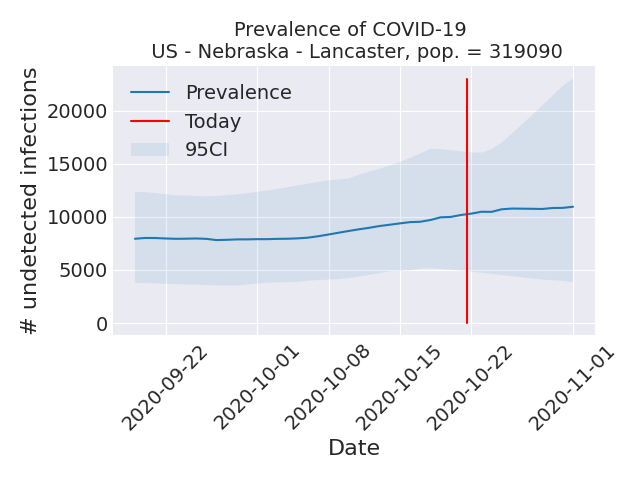 Prevalence of COVID-19
US - Nebraska - Lancaster, pop. = 319090
Prevalence
Today
95CI
# undetected infections
20000
15000
10000
5000
0
2020-09-22
2020-10-01
2020-10-08
2020-10-15
2020-10-22
2020-11-01
Date